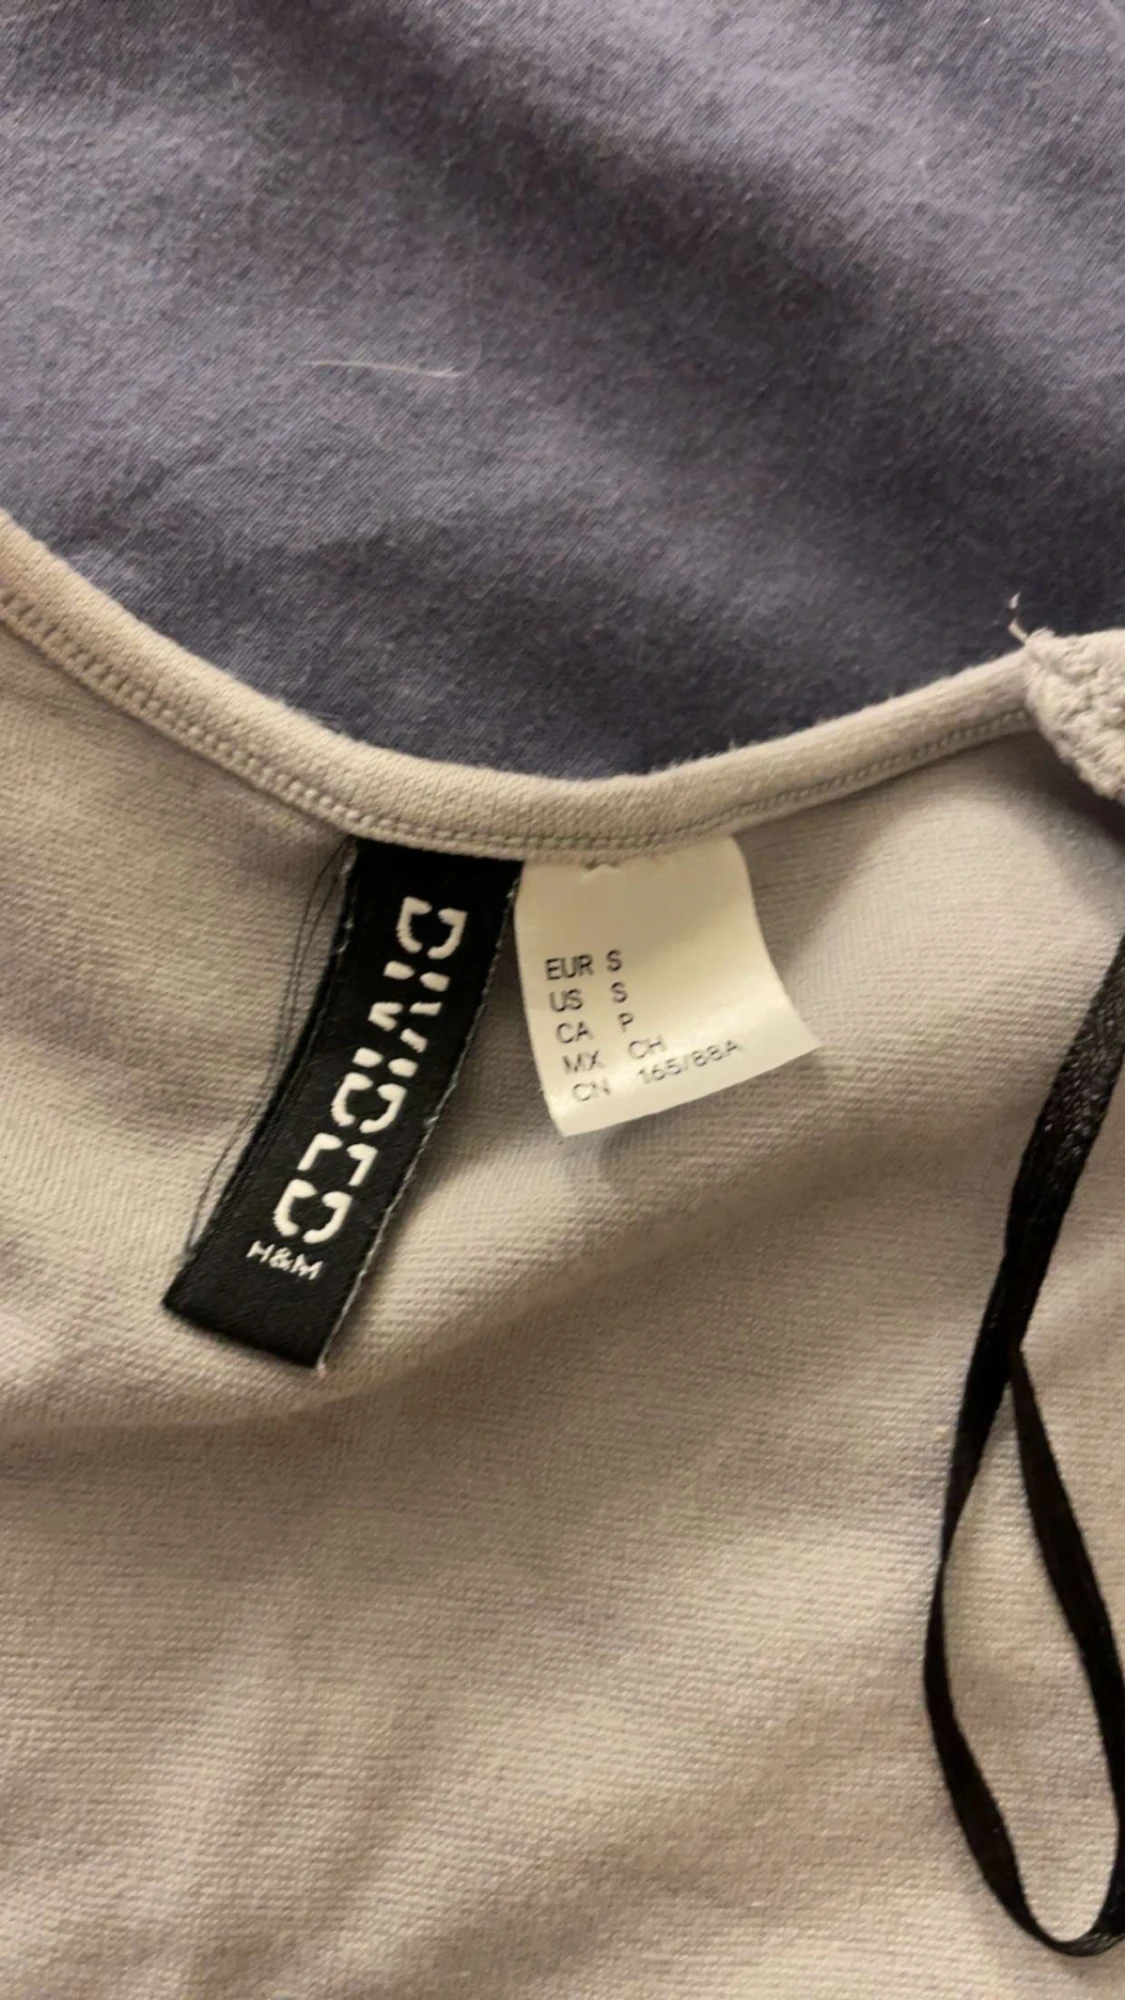 DIVIDED
H&M
EUR S
US S
CA P
MX CH
CN 165/88A